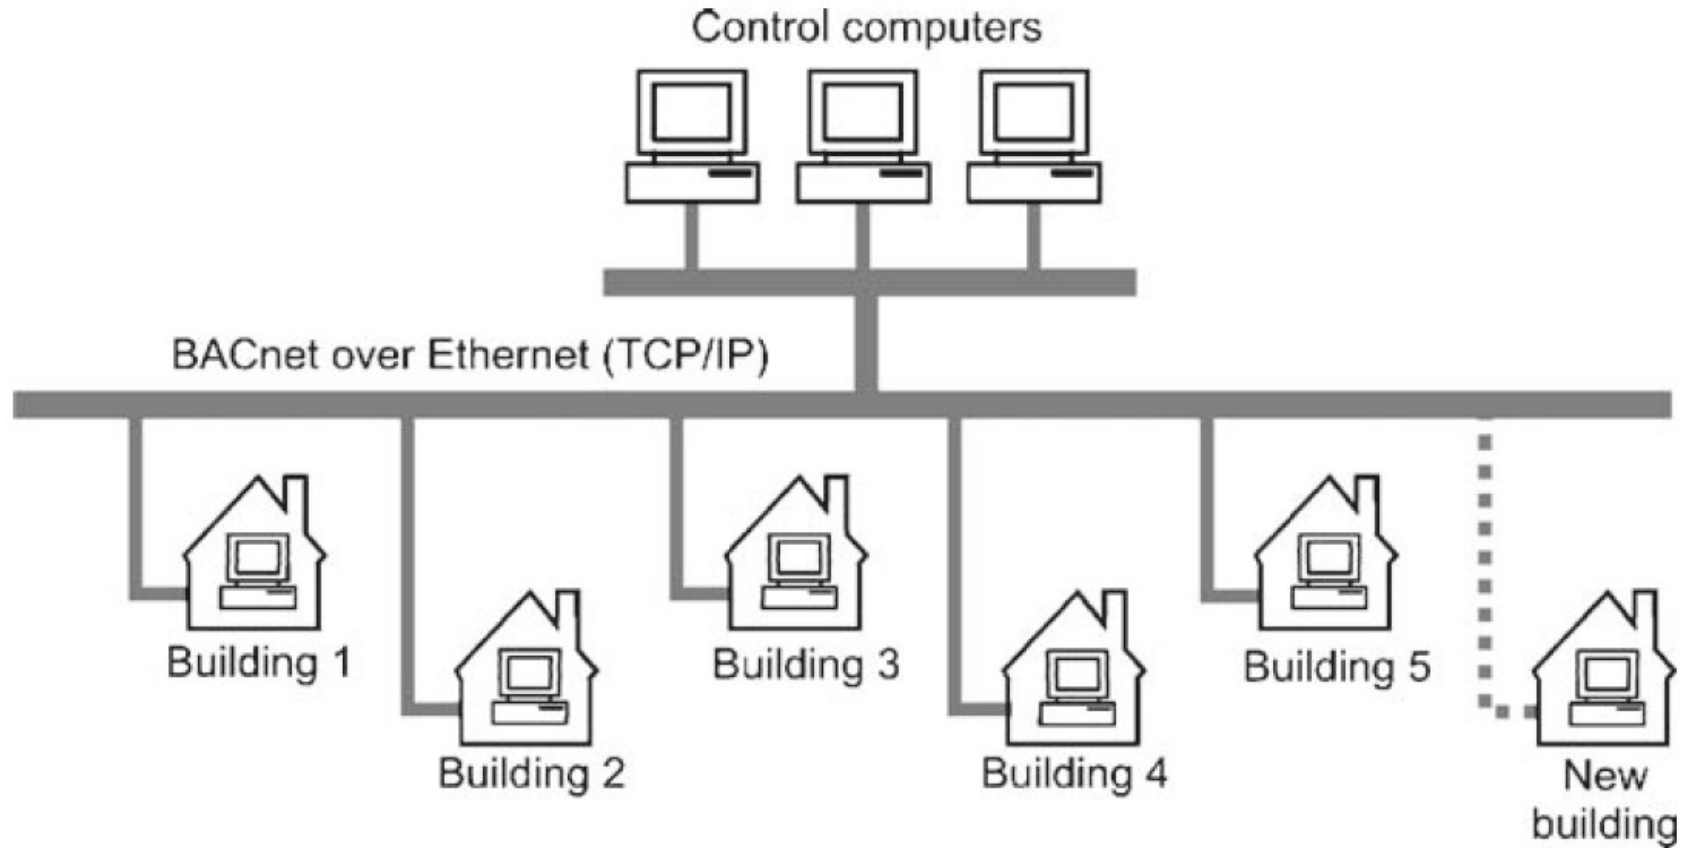 Control computers
BACnet over Ethernet (TCP/IP)
Building 1
Building 2
Building 3
Building 4
Building 5
New
building